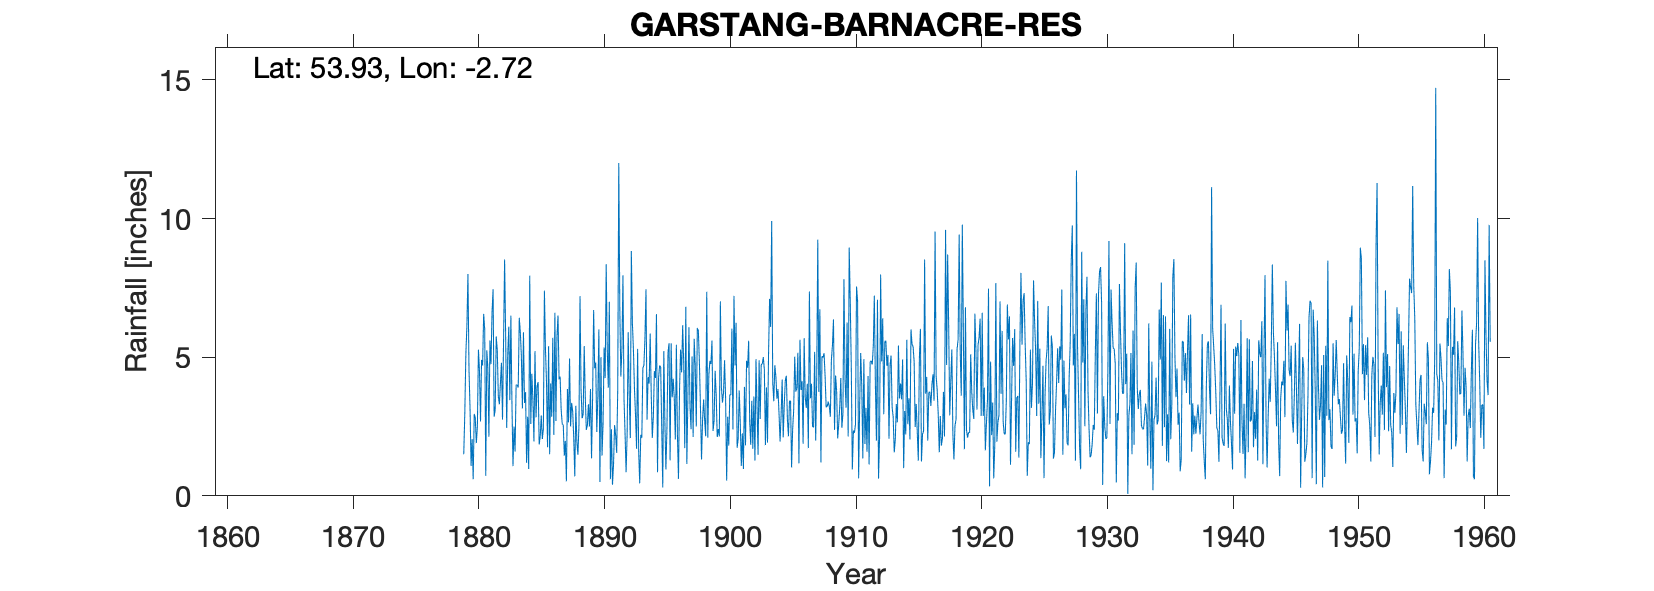 GARSTANG-BARNACRE-RES
Lat: 53.93, Lon: -2.72
15
10
5
0
Rainfall [inches]
1860 1870 1880 1890 1900 1910 1920 1930 1940 1950 1960
Year